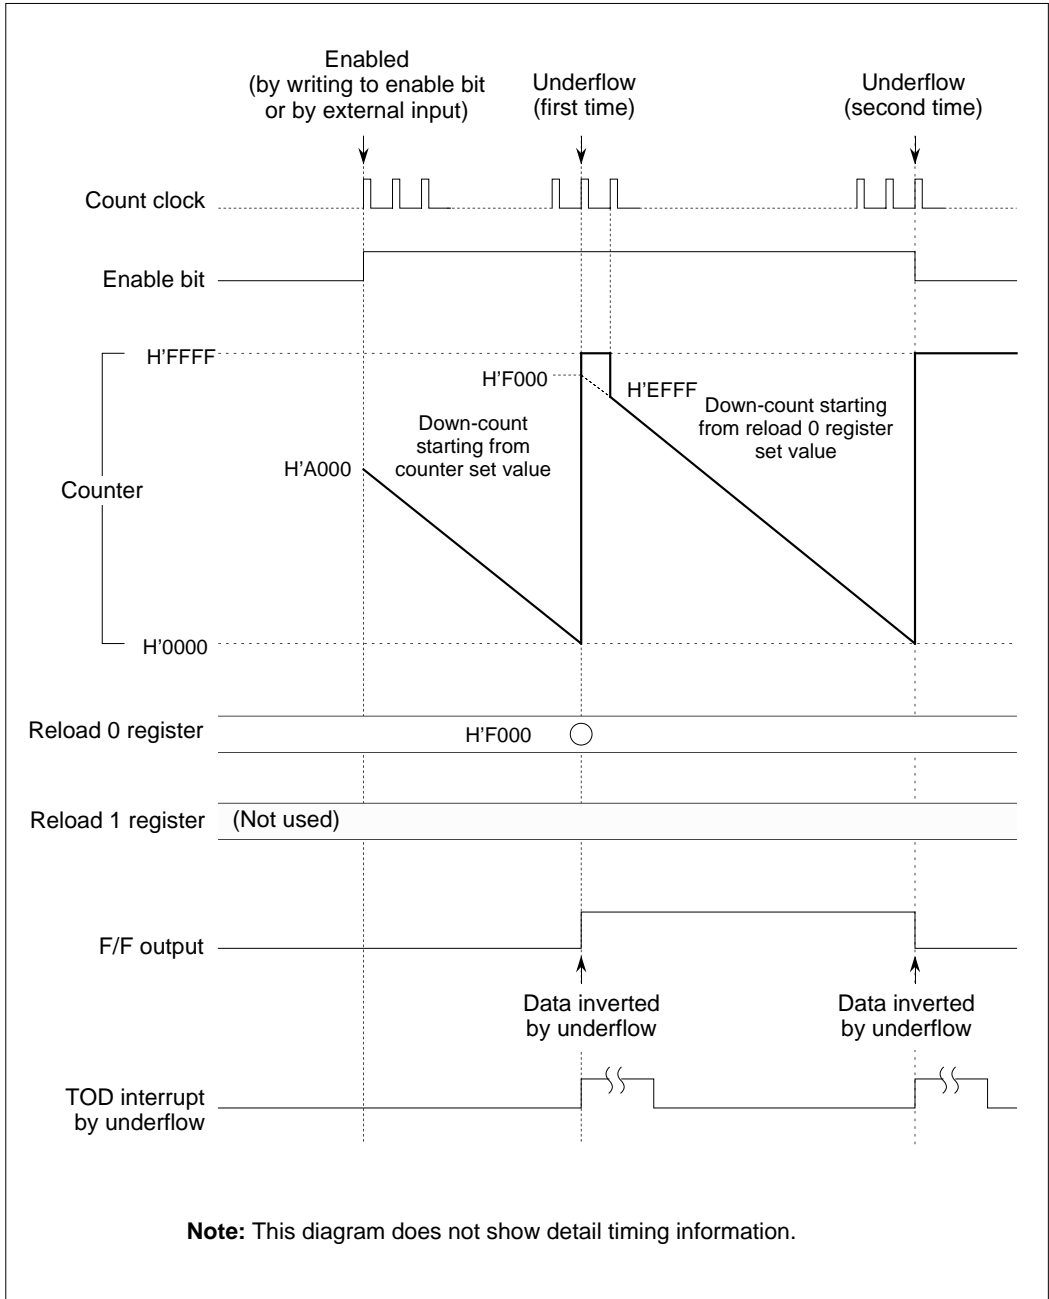 Enabled
(by writing to enable bit
or by external input)
Underflow
(first time)
Underflow
(second time)
Count clock
Enable bit
H'FFFF
H'F000
H'EFFF
Down-count starting
from reload 0 register
set value
Down-count
starting from
counter set value
H'A000
Counter
H'0000
Reload 0 register
H'F000
Reload 1 register
(Not used)
F/F output
Data inverted
by underflow
Data inverted
by underflow
TOD interrupt
by underflow
Note: This diagram does not show detail timing information.